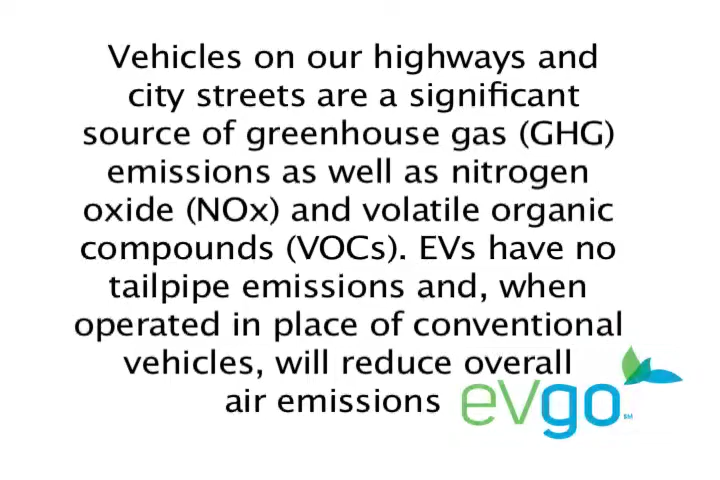 Vehicles on our highways and
city streets are a significant
source of greenhouse gas (GHG)
emissions as well as nitrogen
oxide (NOx) and volatile organic
compounds (VOCs). EVs have no
tailpipe emissions and, when
operated in place of conventional
vehicles, will reduce overall
air emissions
evgo SM